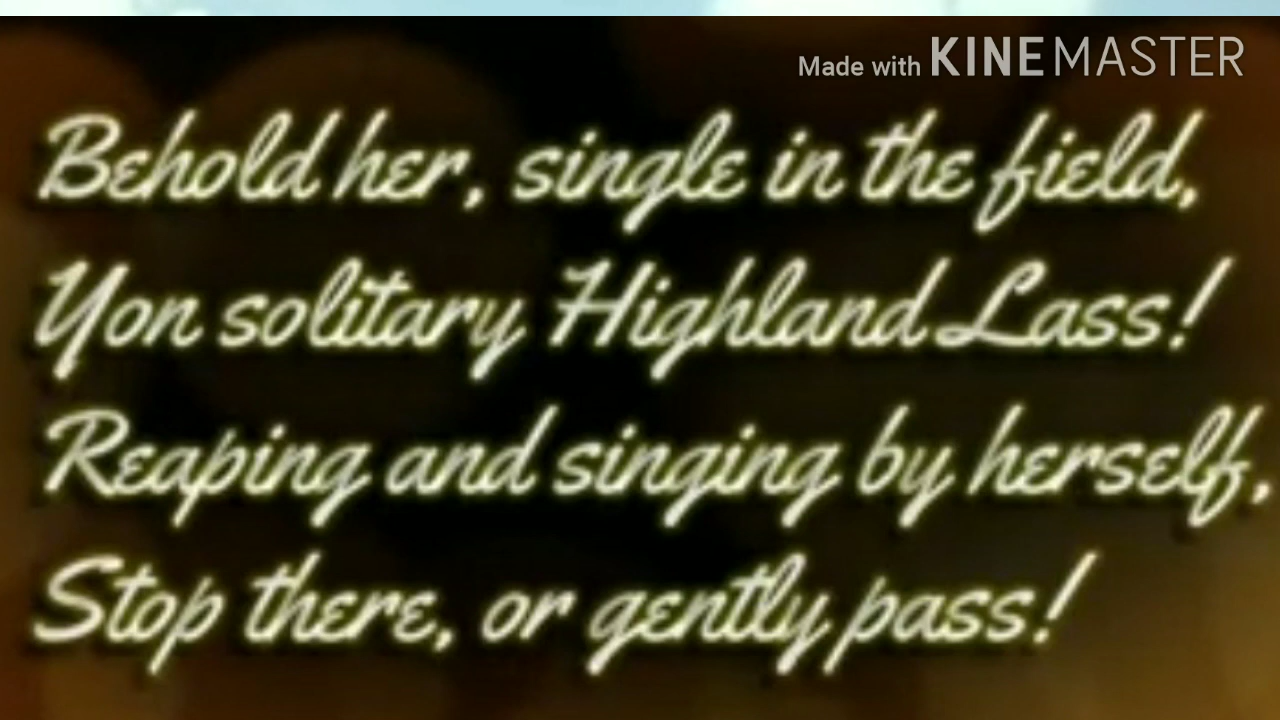 Made with KINEMASTER
Behold her, single in the field,
Yon solitary Highland Lass!
Reaping and singing by herself,
Stop there, or gently pass!